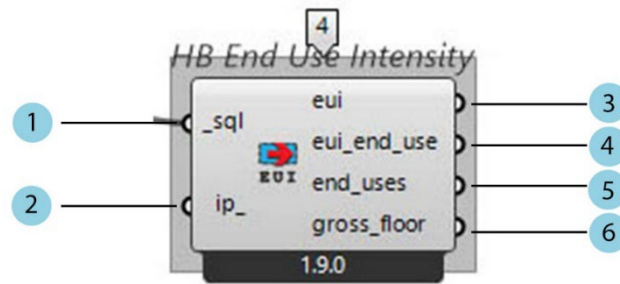 4
HB End Use Intensity
1
_sql
eui
3
eui_end_use
4
EUI
end_uses
5
2
ip_
gross_floor
6
1.9.0